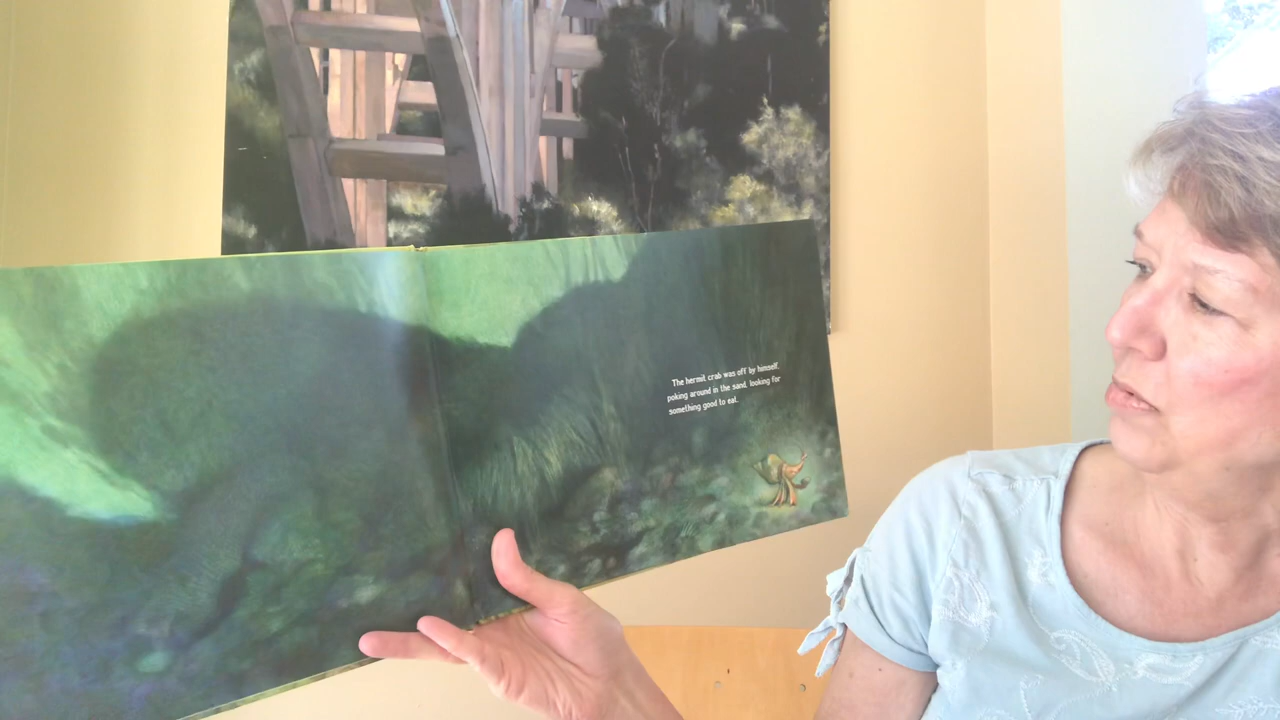 The hermit crab was off by himself,
poking around in the sand, looking for
something good to eat.